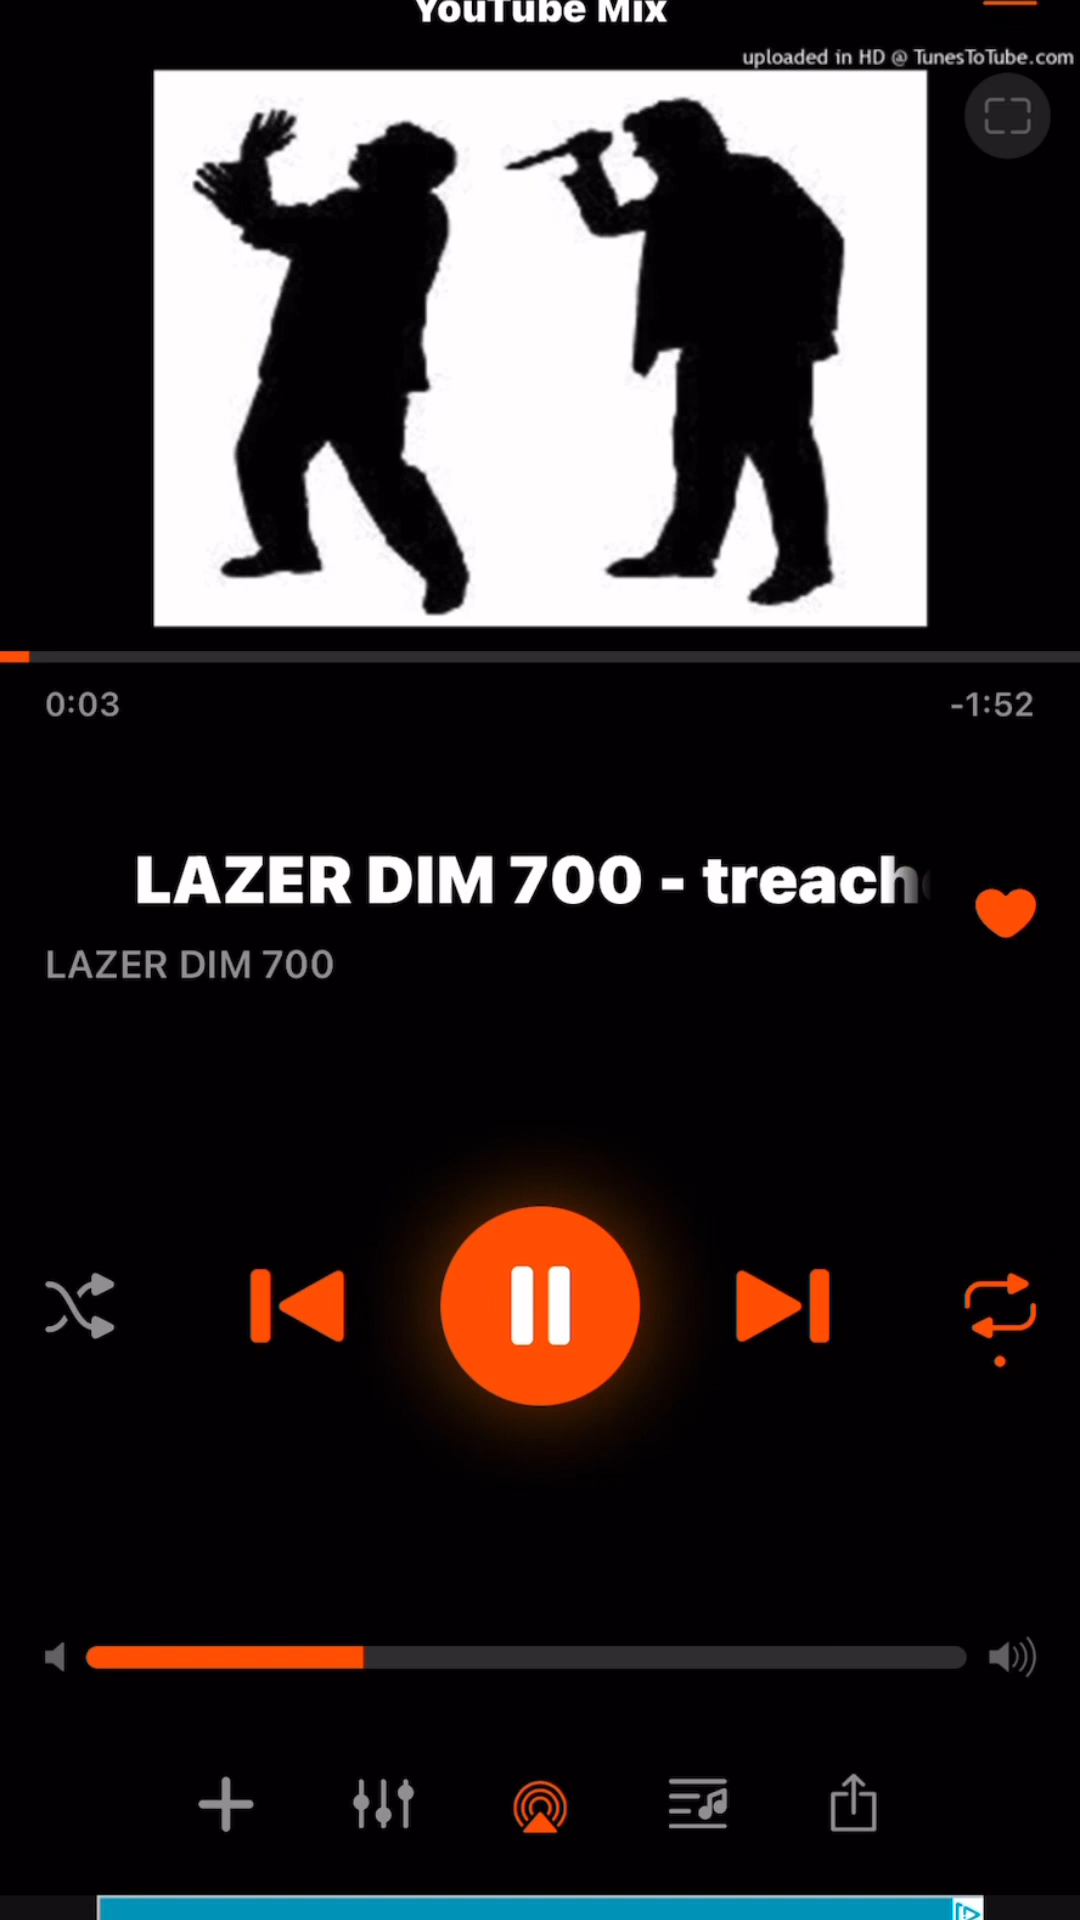 YouTube Mix
uploaded in HD @ TunesToTube.com
0:03
-1:52
LAZER DIM 700 - treach
LAZER DIM 700